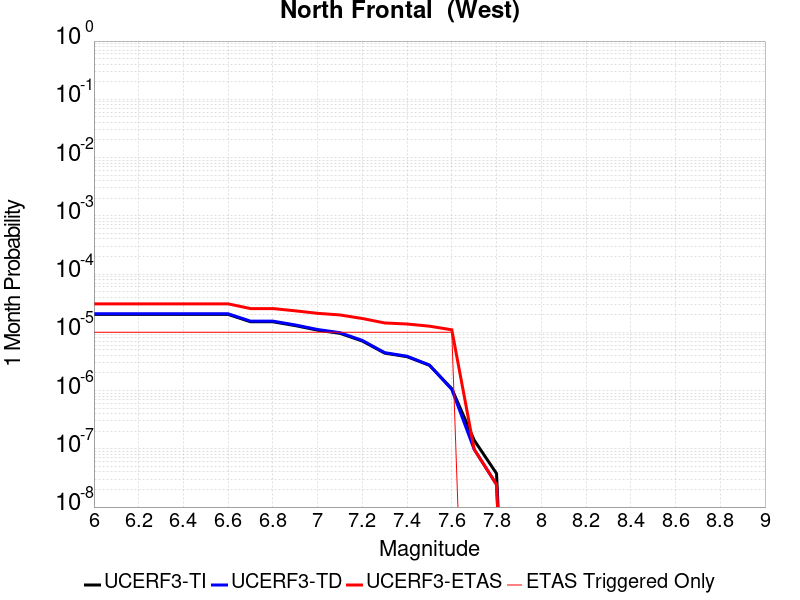 North Frontal  (West)
10^0
10^-1
10^-2
10^-3
10^-4
10^-5
10^-6
10^-7
10^-8
1 Month Probability
6 6.2 6.4 6.6 6.8 7 7.2 7.4 7.6 7.8 8 8.2 8.4 8.6 8.8 9
Magnitude
UCERF3-TI UCERF3-TD UCERF3-ETAS ETAS Triggered Only